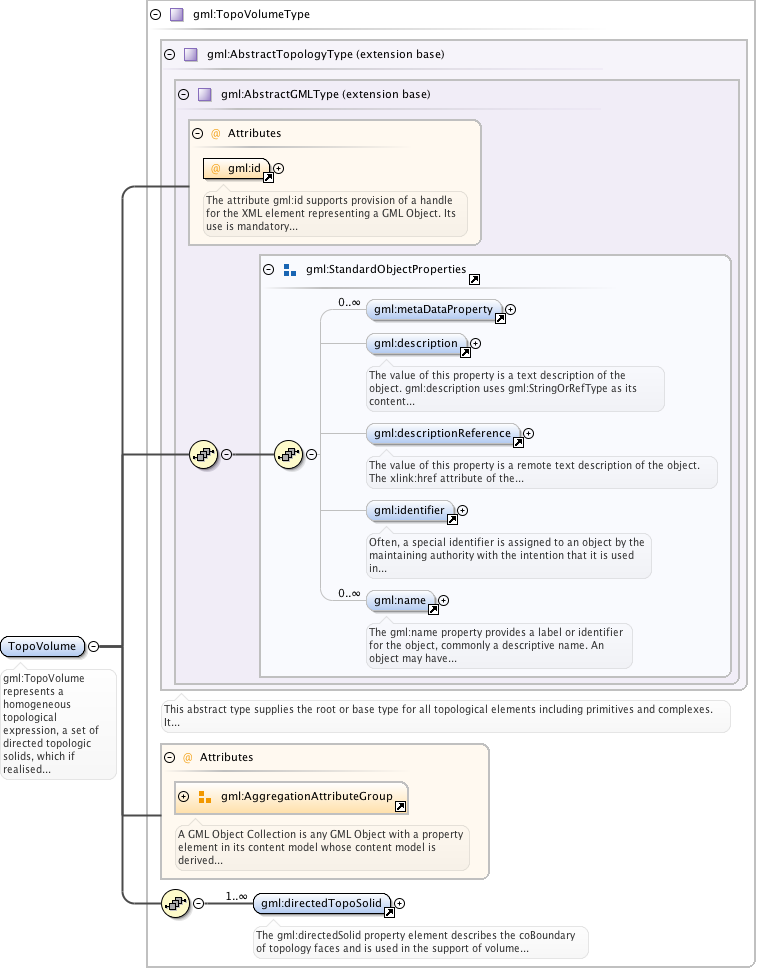 gml:TopoVolumeType
gml:AbstractTopologyType (extension base)
gml:AbstractGMLType (extension base)
@ Attributes
@ gml:id
The attribute gml:id supports provision of a handle
for the XML element representing a GML Object. Its
use is mandatory...
gml:StandardObjectProperties
0..∞
gml:metaDataProperty
gml:description
The value of this property is a text description of the
object. gml:description uses gml:StringOrRefType as its
content...
gml:descriptionReference
The value of this property is a remote text description of the object.
The xlink:href attribute of the...
gml:identifier
Often, a special identifier is assigned to an object by the
maintaining authority with the intention that it is used
in...
0..∞
gml:name
The gml:name property provides a label or identifier
for the object, commonly a descriptive name. An
object may have...
TopoVolume
gml:TopoVolume
represents a
homogeneous
topological
expression, a set of
directed topologic
solids, which if
realised...
This abstract type supplies the root or base type for all topological elements including primitives and complexes.
It...
@ Attributes
gml:AggregationAttributeGroup
A GML Object Collection is any GML Object with a property
element in its content model whose content model is
derived...
1..∞
gml:directedTopoSolid
The gml:directedSolid property element describes the coBoundary
of topology faces and is used in the support of volume...